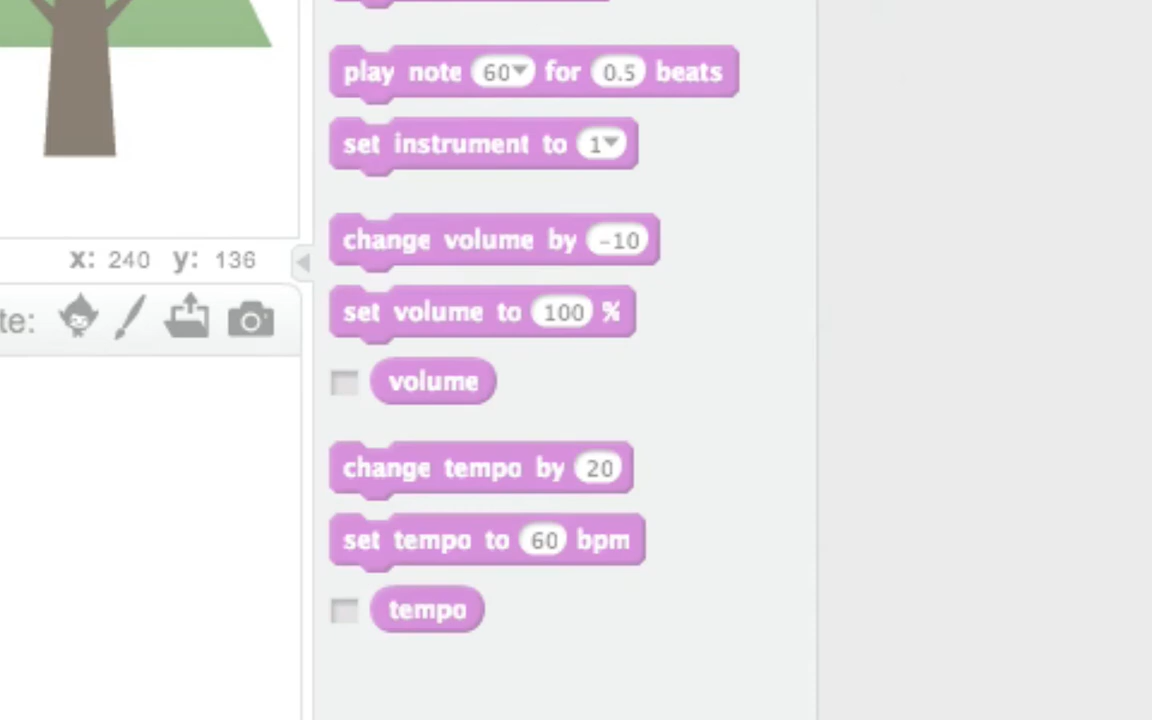 play note 60 for 0.5 beats
set instrument to 1
change volume by -10
x: 240 y: 136
set volume to 100 %
te:
volume
change tempo by 20
set tempo to 60 bpm
tempo